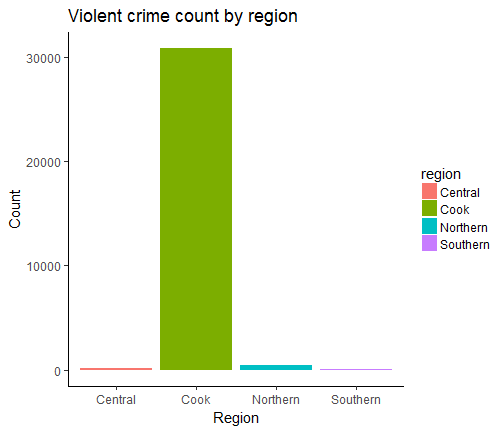 Violent crime count by region
30000
20000
10000
0
Count
Central Cook Northern Southern
Region
region
Central
Cook
Northern
Southern